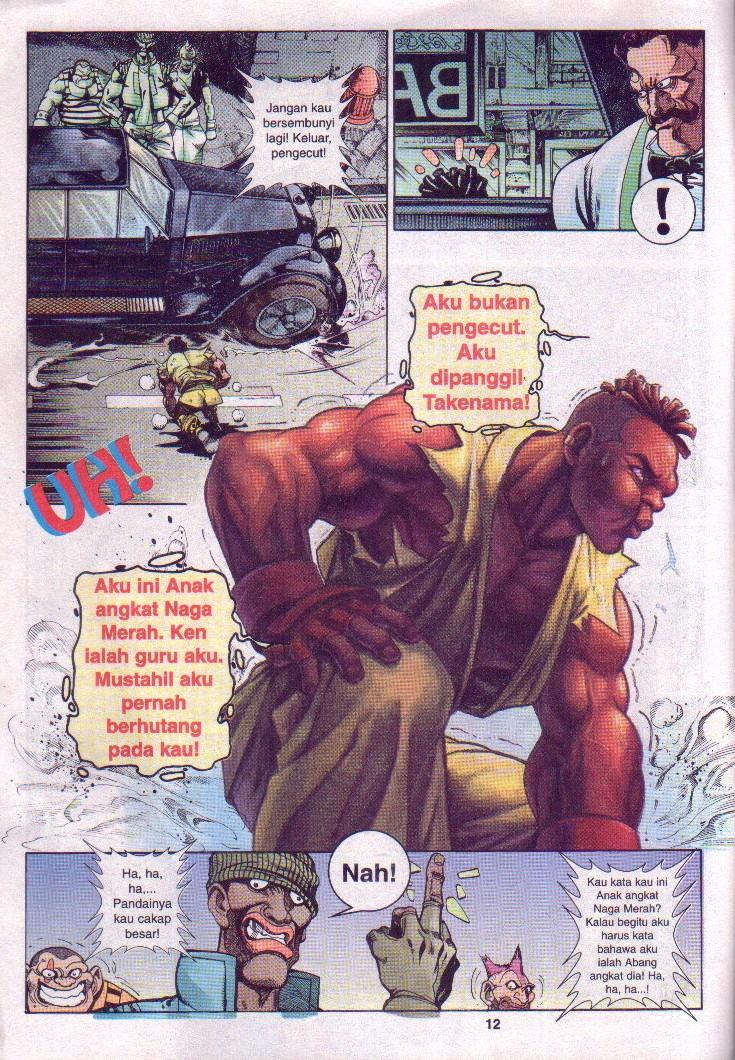 Jangan kau
bersembunyi
lagi! Keluar,
pengecut!
BA
!
Aku bukan
pengecut.
Aku
dipanggil
Takenama!
UH!
Aku ini Anak
angkat Naga
Merah. Ken
ialah guru aku.
Mustahil aku
pernah
berhutang
pada kau!
Ha, ha,
ha,...
Pandainya
kau cakap
besar!
Nah!
Kau kata kau ini
Anak angkat
Naga Merah?
Kalau begitu aku
harus kata
bahawa aku
ialah Abang
angkat dia! Ha,
ha, ha...!
12